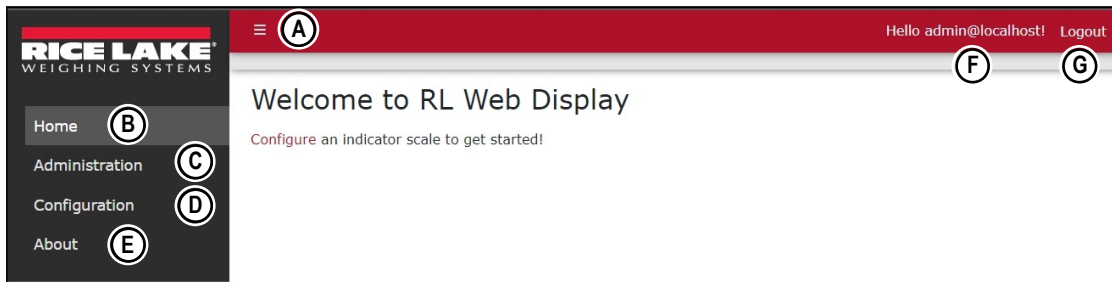 RICE LAKE®
WEIGHING SYSTEMS
Home B
Administration C
Configuration D
About E
≡ A
Hello admin@localhost! Logout
F G
Welcome to RL Web Display
Configure an indicator scale to get started!